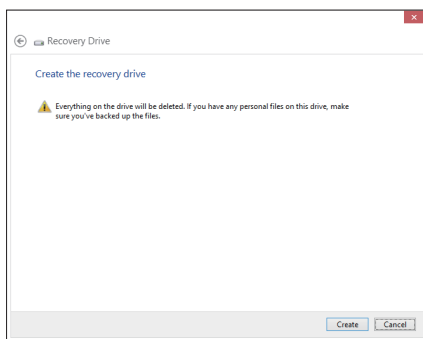 Recovery Drive
Create the recovery drive
Everything on the drive will be deleted. If you have any personal files on this drive, make
sure you've backed up the files.
Create Cancel